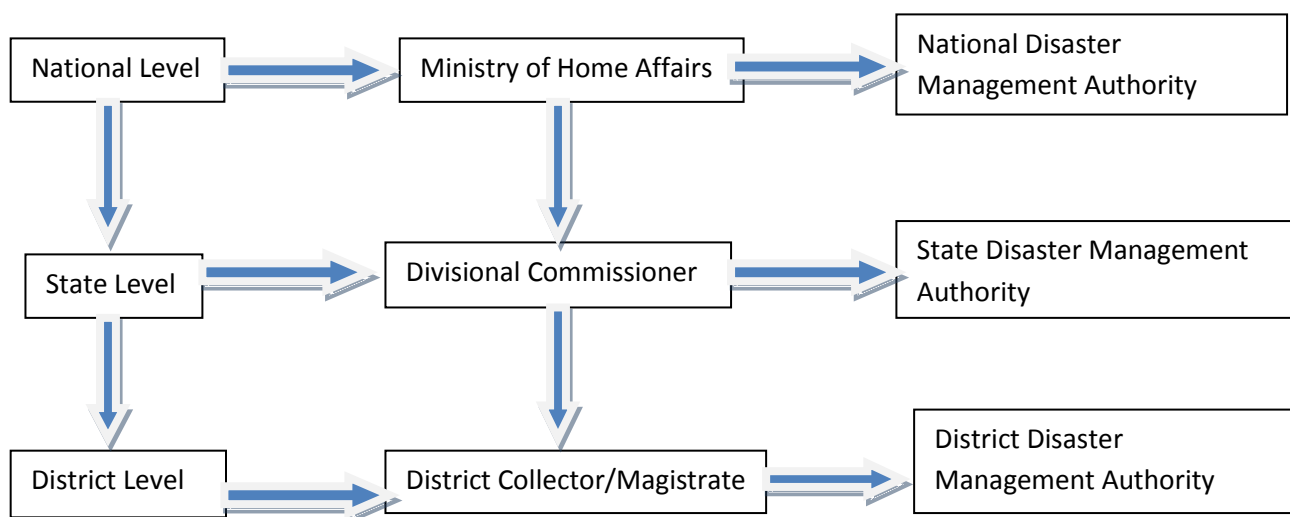 National Level
Ministry of Home Affairs
National Disaster
Management Authority
State Level
Divisional Commissioner
State Disaster Management
Authority
District Level
District Collector/Magistrate
District Disaster
Management Authority